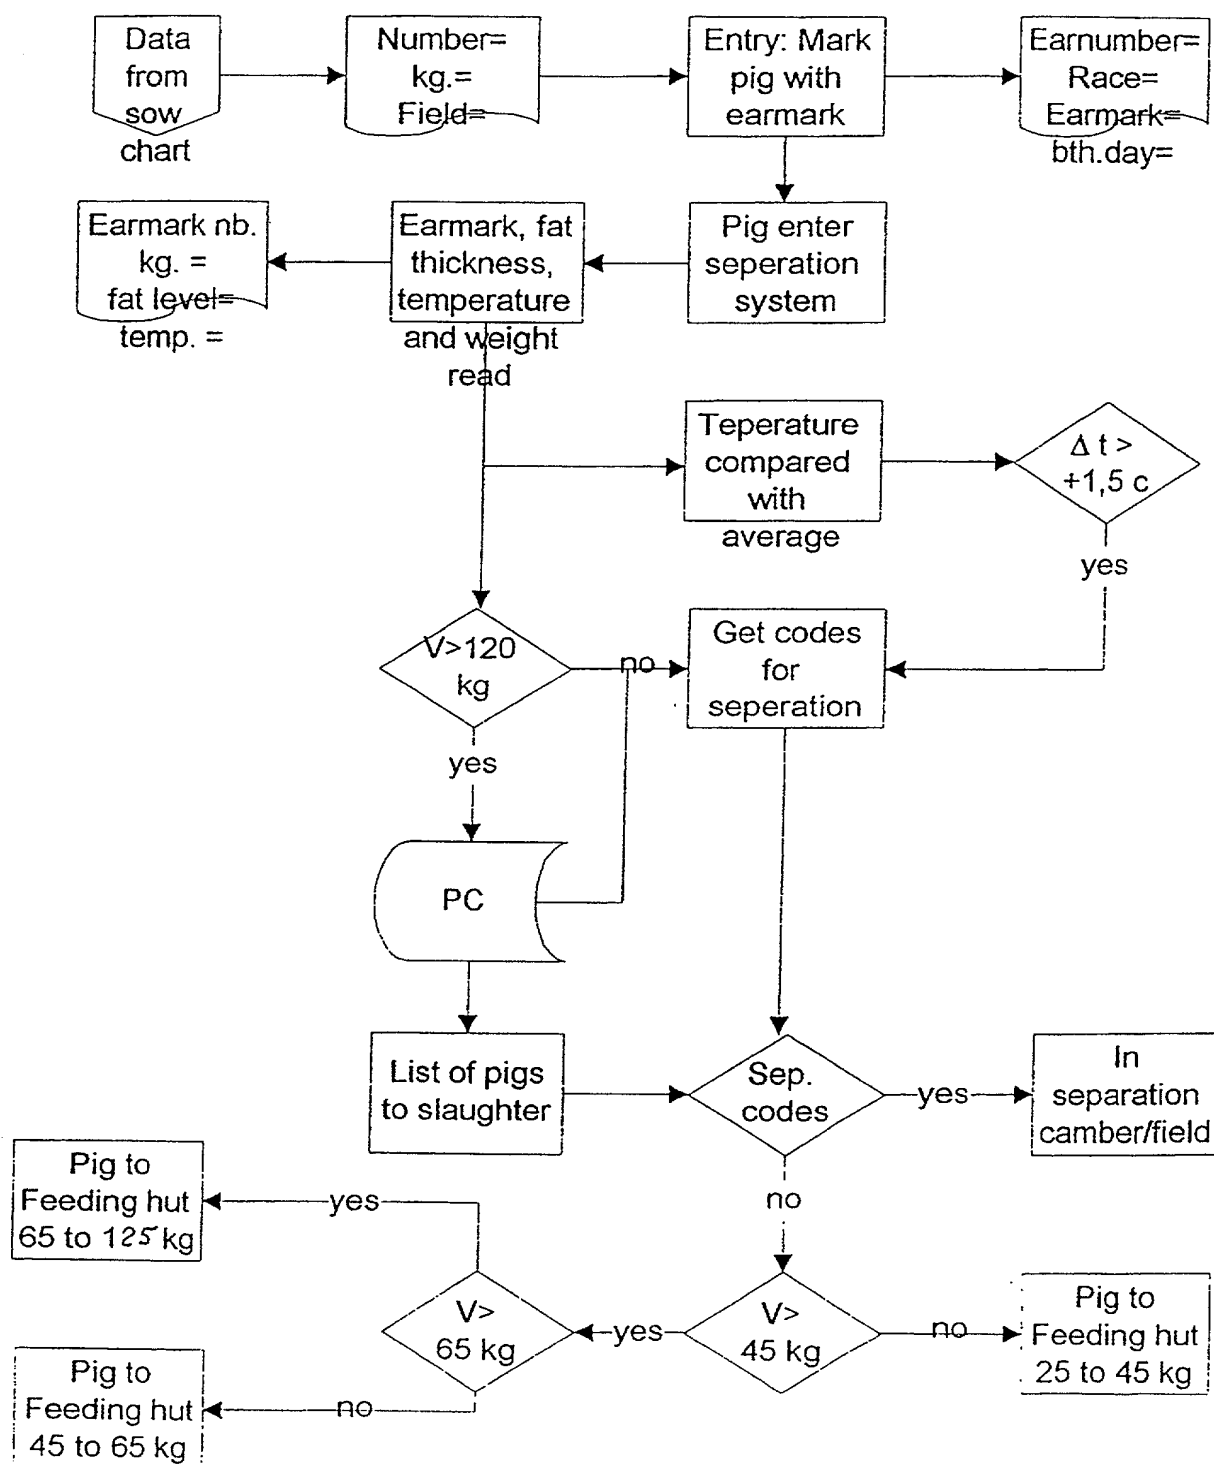 Data
from
sow
chart
Number=
kg.=
Field=
Entry: Mark
pig with
earmark
Earnumber=
Race=
Earmark=
bth.day=
Earmark nb.
kg. =
fat level=
temp. =
Earmark, fat
thickness,
temperature
and weight
read
Pig enter
seperation
system
Teperature
compared
with
average
Δ t >
+1,5 c
yes
V>120
kg
no
Get codes
for
seperation
yes
PC
List of pigs
to slaughter
Sep.
codes
yes
In
separation
camber/field
no
Pig to
Feeding hut
65 to 125 kg
yes
V>
65 kg
yes
V>
45 kg
no
Pig to
Feeding hut
25 to 45 kg
Pig to
Feeding hut
45 to 65 kg
no